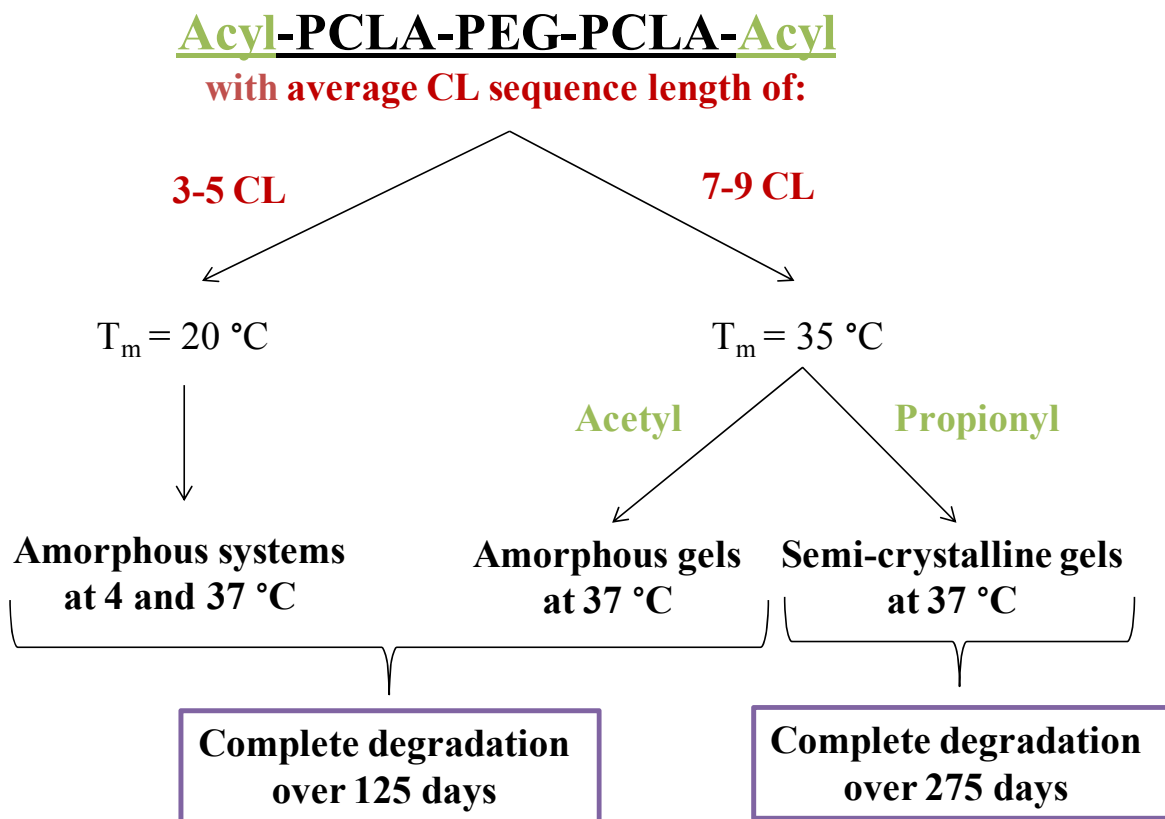 Acyl-PCLA-PEG-PCLA-Acyl
with average CL sequence length of:
3-5 CL
7-9 CL
Tm = 20 °C
Tm = 35 °C
Acetyl
Propionyl
Amorphous systems
at 4 and 37 °C
Amorphous gels
at 37 °C
Semi-crystalline gels
at 37 °C
Complete degradation
over 125 days
Complete degradation
over 275 days